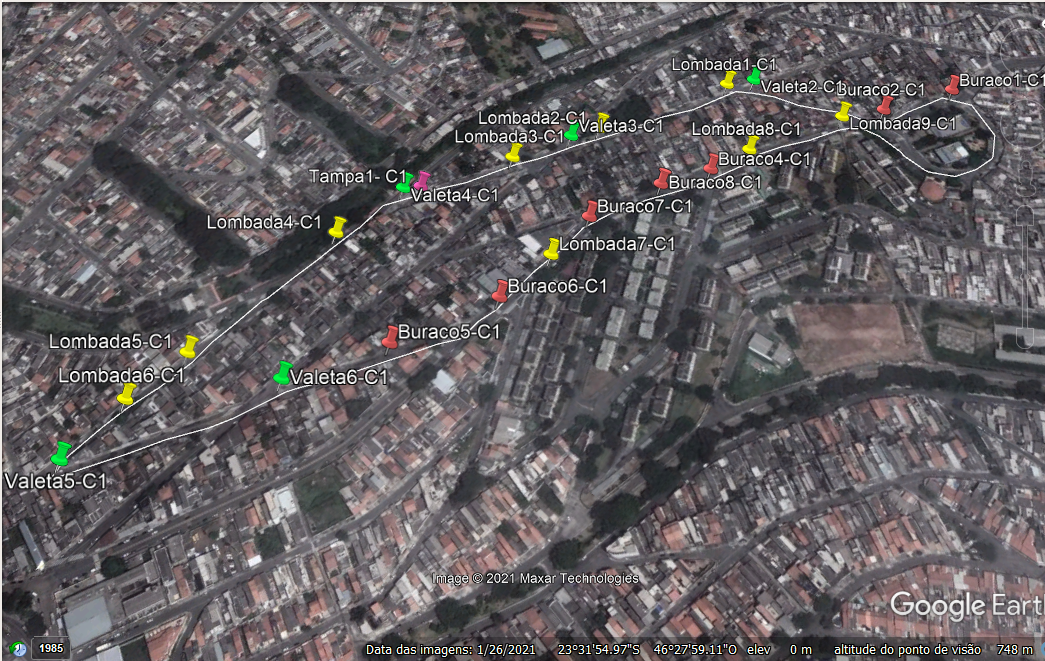 Lombada1-C1
Buraco1-C1
Valeta2-C1
Buraco2-C1
Lombada2-C1
Valeta3-C1
Lombada9-C1
Lombada3-C1
Lombada8-C1
Buraco4-C1
Tampa1- C1
Buraco8-C1
Valeta4-C1
Buraco7-C1
Lombada4-C1
Lombada7-C1
Buraco6-C1
Buraco5-C1
Lombada5-C1
Lombada6-C1
Valeta6-C1
Valeta5-C1
Image © 2021 Maxar Technologies
Google Eart
1985
Data das imagens: 1/26/2021 23°31'54.97"S 46°27'59.11"O elev 0 m altitude do ponto de visão 748 m